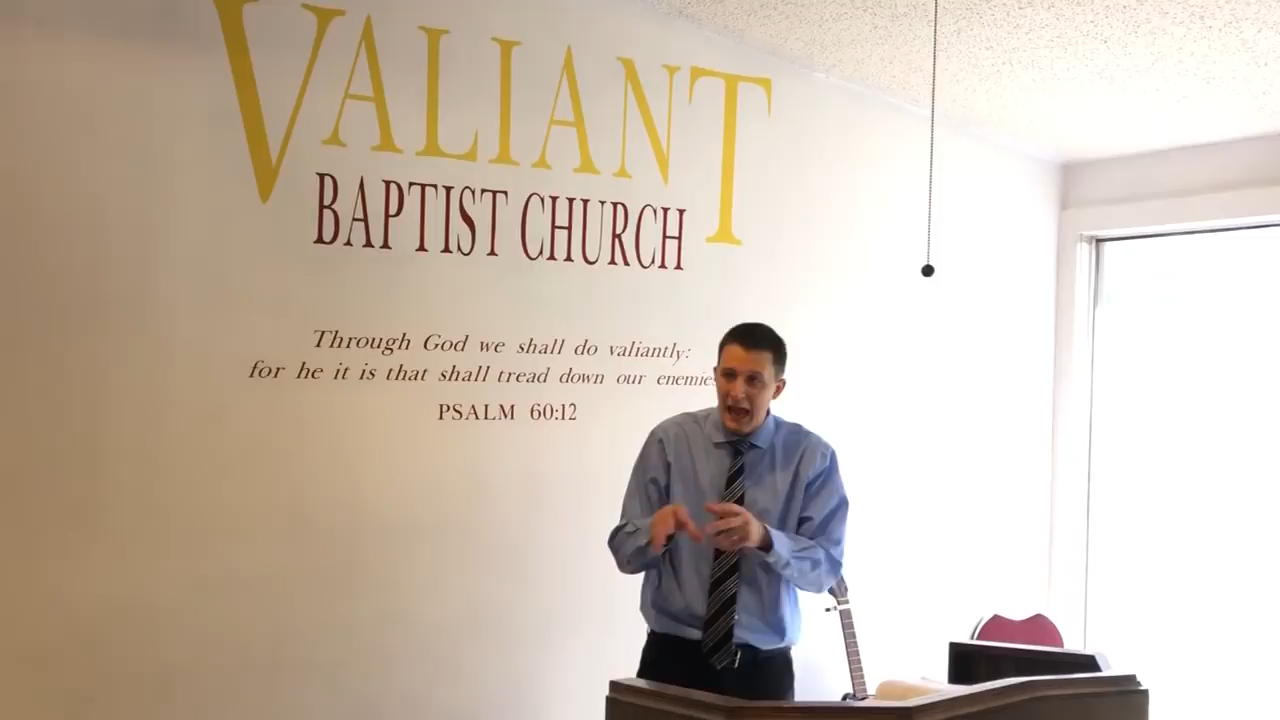 VALIANT
BAPTIST CHURCH
Through God we shall do valiantly:
for he it is that shall tread down our enemies
PSALM 60:12